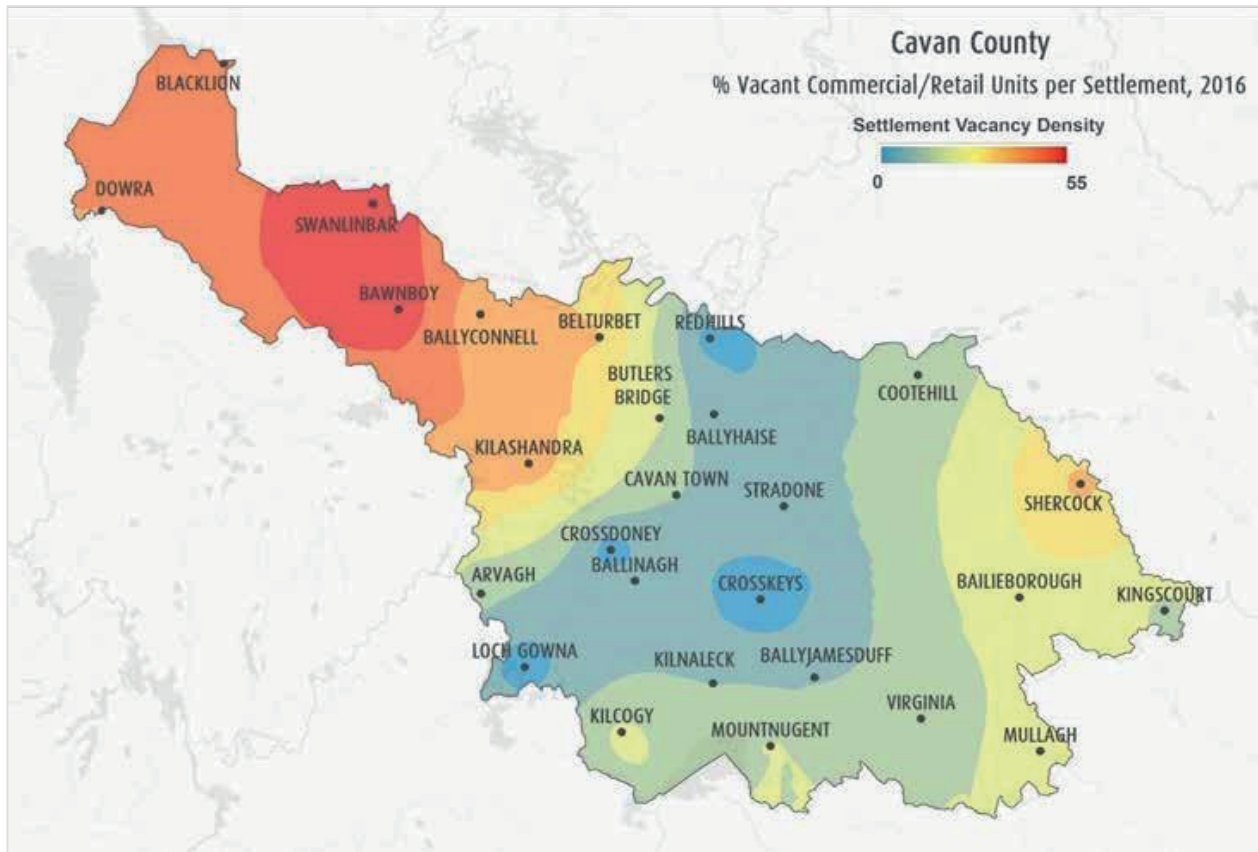 Cavan County
% Vacant Commercial/Retail Units per Settlement, 2016
Settlement Vacancy Density
0 55
BLACKLION
DOWRA
SWANLINBAR
BAWNBOY
BALLYCONNELL
BELTURBET
REDHILLS
BUTLERS
BRIDGE
COOTEHILL
BALLYHAISE
KILASHANDRA
CAVAN TOWN
STRADONE
SHERCOCK
CROSSDONEY
BALLINAGH
ARVAGH
CROSSKEYS
BAILIEBOROUGH
KINGSCOURT
LOCH GOWNA
KILNALECK
BALLYJAMESDUFF
VIRGINIA
KILCOGY
MOUNTNUGENT
MULLAGH